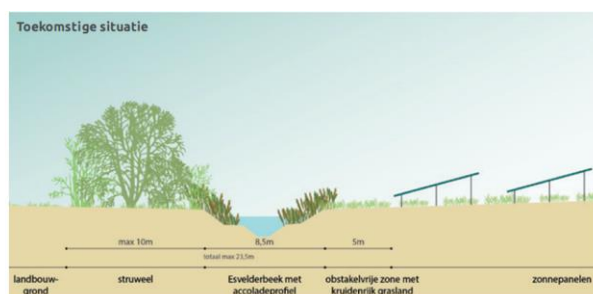 Toekomstige situatie
max 10m
8,5m
5m
totaal max 23,5m
landbouw-
grond
struweel
Esvelderbeek met
accoladeprofiel
obstakelvrije zone met
kruidenrijk grasland
zonnepanelen